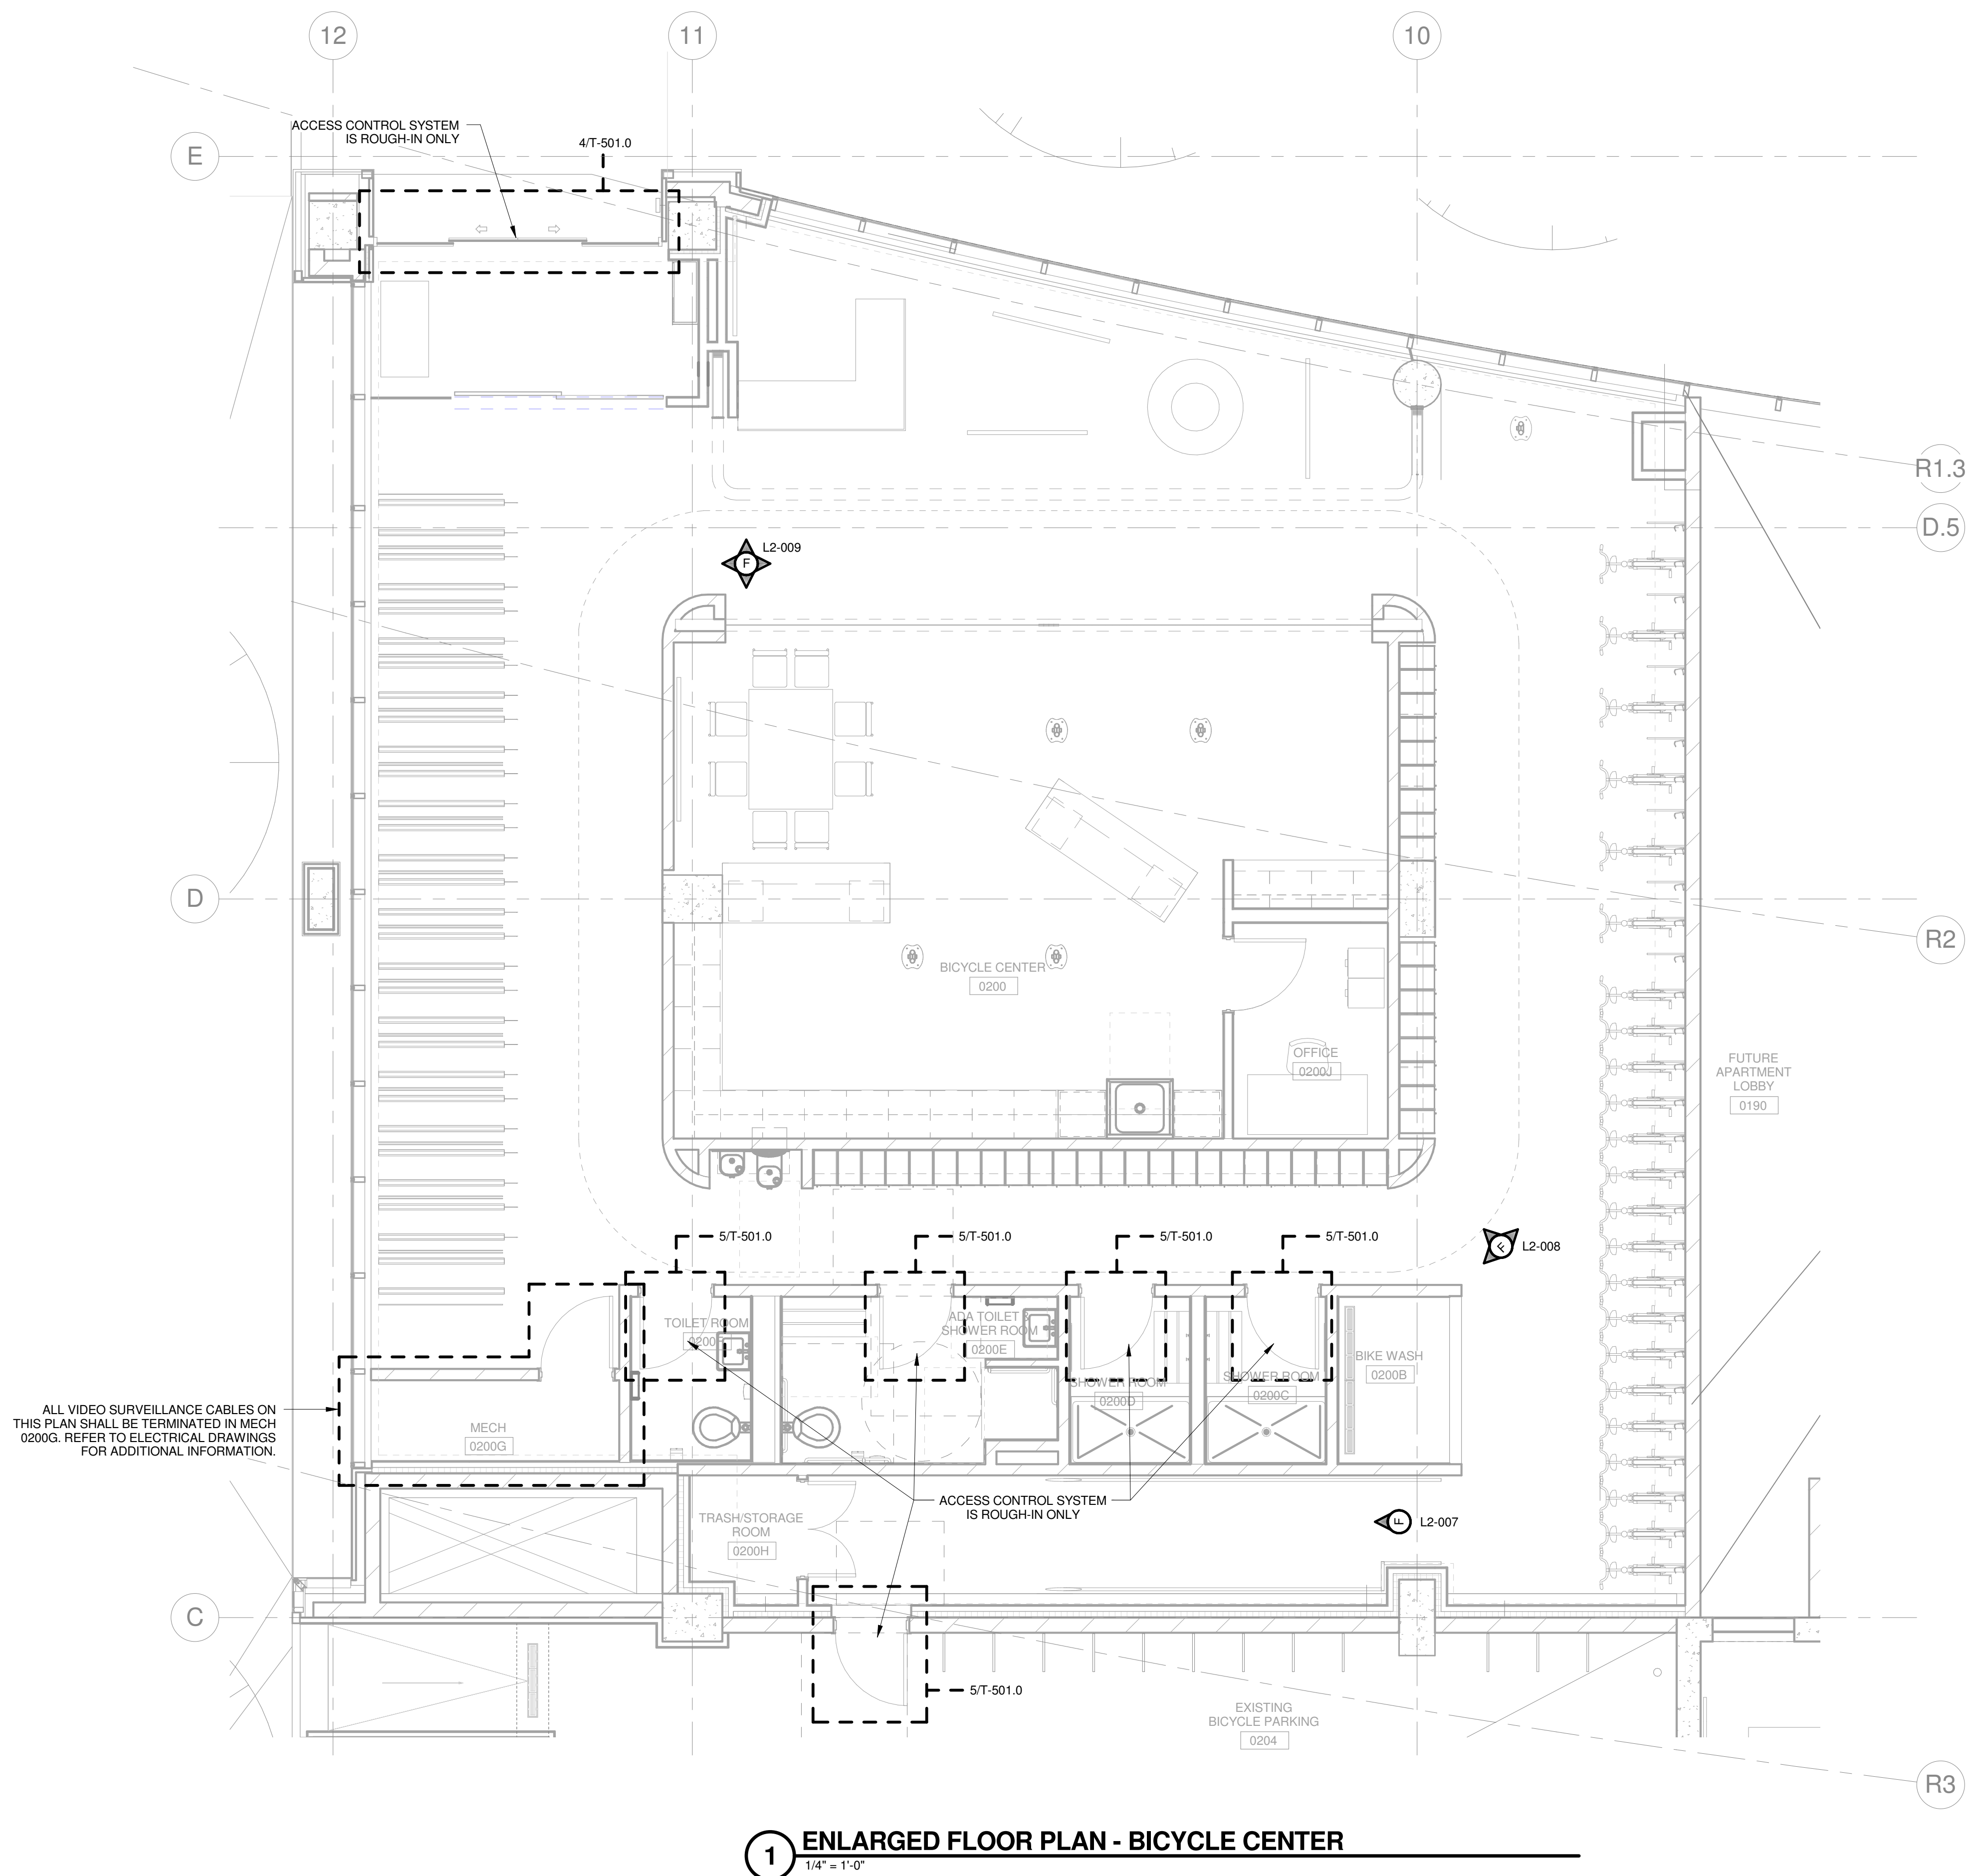 12
11
10
E
ACCESS CONTROL SYSTEM
IS ROUGH-IN ONLY
4/T-501.0
R1.3
D.5
F
L2-009
D
R2
BICYCLE CENTER
0200
OFFICE
0200J
FUTURE
APARTMENT
LOBBY
0190
5/T-501.0
5/T-501.0
5/T-501.0
5/T-501.0
F
L2-008
TOILET ROOM
0200F
ADA TOILET &
SHOWER ROOM
0200E
SHOWER ROOM
0200D
SHOWER ROOM
0200C
BIKE WASH
0200B
ALL VIDEO SURVEILLANCE CABLES ON
THIS PLAN SHALL BE TERMINATED IN MECH
0200G. REFER TO ELECTRICAL DRAWINGS
FOR ADDITIONAL INFORMATION.
MECH
0200G
ACCESS CONTROL SYSTEM
IS ROUGH-IN ONLY
TRASH/STORAGE
ROOM
0200H
F
L2-007
C
5/T-501.0
EXISTING
BICYCLE PARKING
0204
R3
1
ENLARGED FLOOR PLAN - BICYCLE CENTER
1/4" = 1'-0"